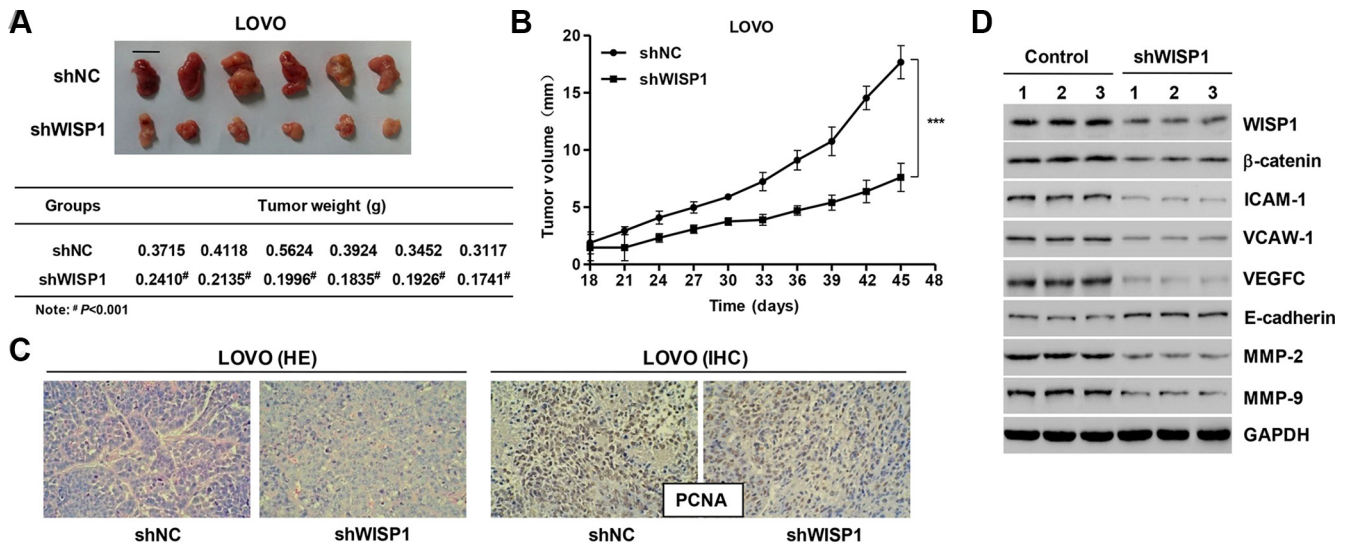 A
LOVO
shNC
shWISP1
Groups Tumor weight (g)
shNC 0.3715 0.4118 0.5624 0.3924 0.3452 0.3117
shWISP1 0.2410# 0.2135# 0.1996# 0.1835# 0.1926# 0.1741#
Note: # P<0.001
B
LOVO
shNC
shWISP1
***
Tumor volume (mm)
20
15
10
5
0
18 21 24 27 30 33 36 39 42 45 48
Time (days)
C
LOVO (HE) LOVO (IHC)
PCNA
shNC shWISP1 shNC shWISP1
D
Control shWISP1
1 2 3 1 2 3
WISP1
β-catenin
ICAM-1
VCAW-1
VEGFC
E-cadherin
MMP-2
MMP-9
GAPDH